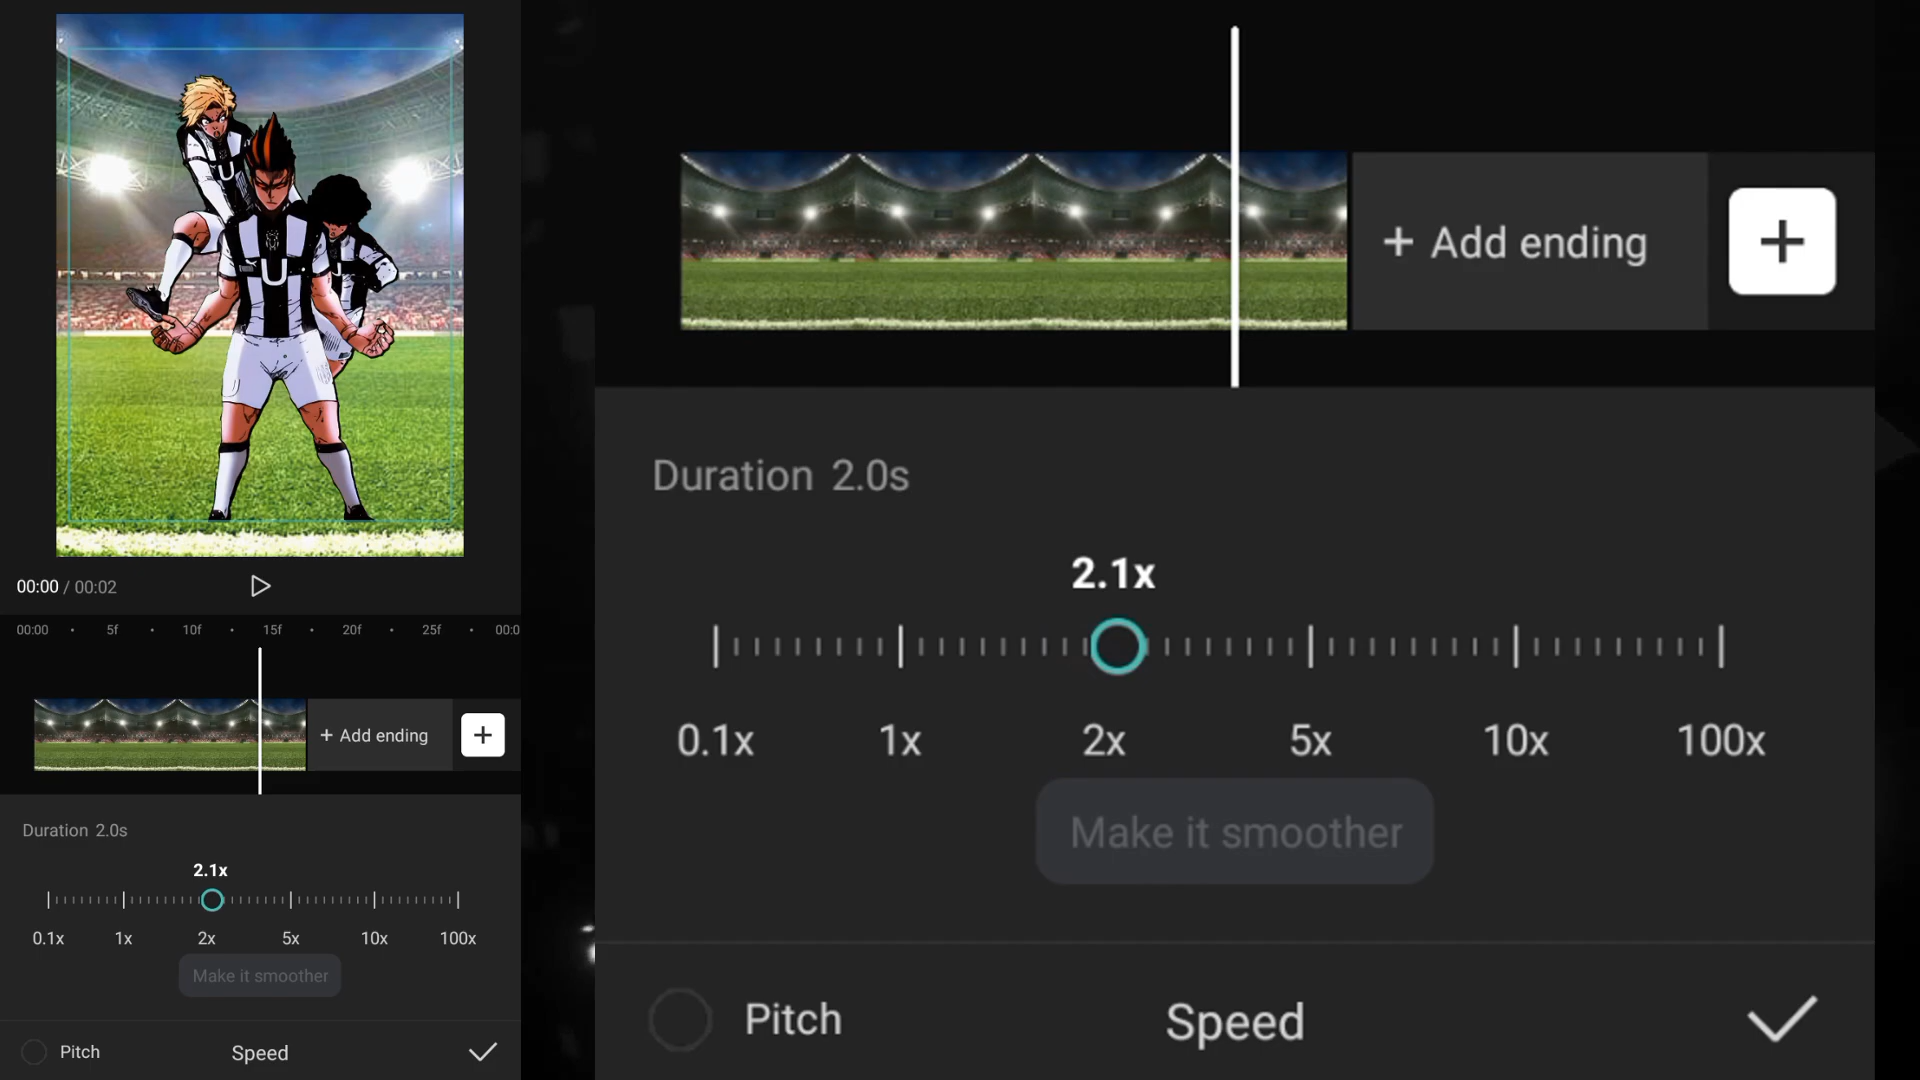 U
U
00:00 / 00:02
00:00 5f 10f 15f 20f 25f 00:0
+ Add ending
+
Duration 2.0s
2.1x
0.1x 1x 2x 5x 10x 100x
Make it smoother
Pitch Speed
+ Add ending
+
Duration 2.0s
2.1x
0.1x 1x 2x 5x 10x 100x
Make it smoother
Pitch Speed